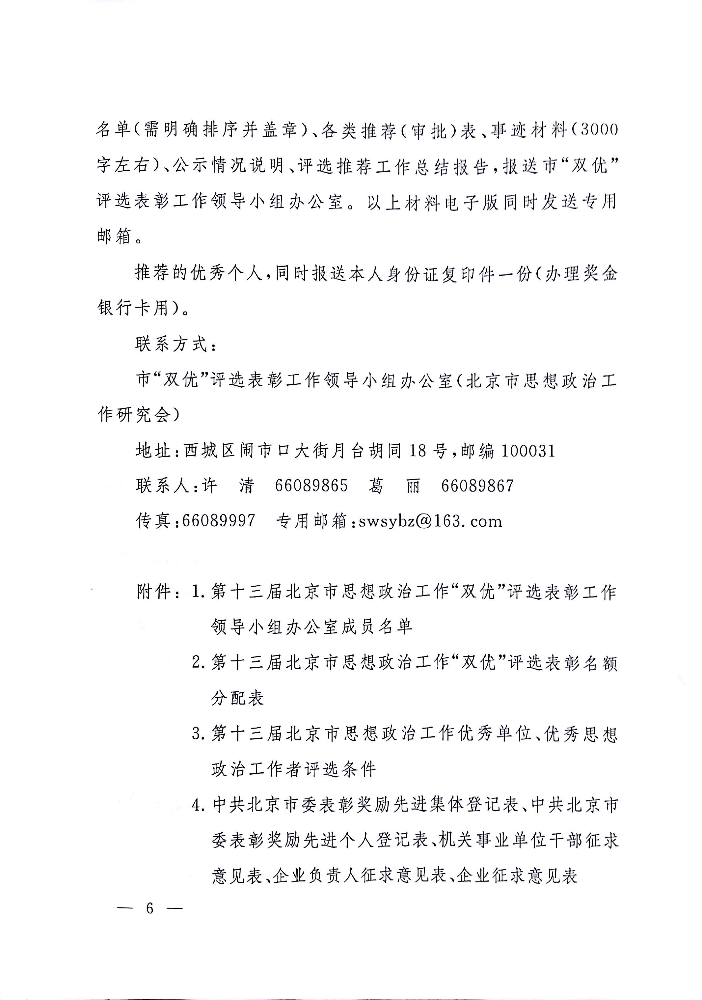 名单(需明确排序并盖章)、各类推荐(审批)表、事迹材料(3000
字左右)、公示情况说明、评选推荐工作总结报告,报送市“双优”
评选表彰工作领导小组办公室。以上材料电子版同时发送专用
邮箱。
推荐的优秀个人,同时报送本人身份证复印件一份(办理奖金
银行卡用)。
联系方式:
市“双优”评选表彰工作领导小组办公室(北京市思想政治工
作研究会)
地址:西城区闹市口大街月台胡同18号,邮编100031
联系人:许 清 66089865 葛 丽 66089867
传真:66089997 专用邮箱:swsybz@163.com
附件: 1.第十三届北京市思想政治工作“双优”评选表彰工作
领导小组办公室成员名单
2.第十三届北京市思想政治工作“双优”评选表彰名额
分配表
3.第十三届北京市思想政治工作优秀单位、优秀思想
政治工作者评选条件
4.中共北京市委表彰奖励先进集体登记表、中共北京市
委表彰奖励先进个人登记表、机关事业单位干部征求
意见表、企业负责人征求意见表、企业征求意见表
— 6 —